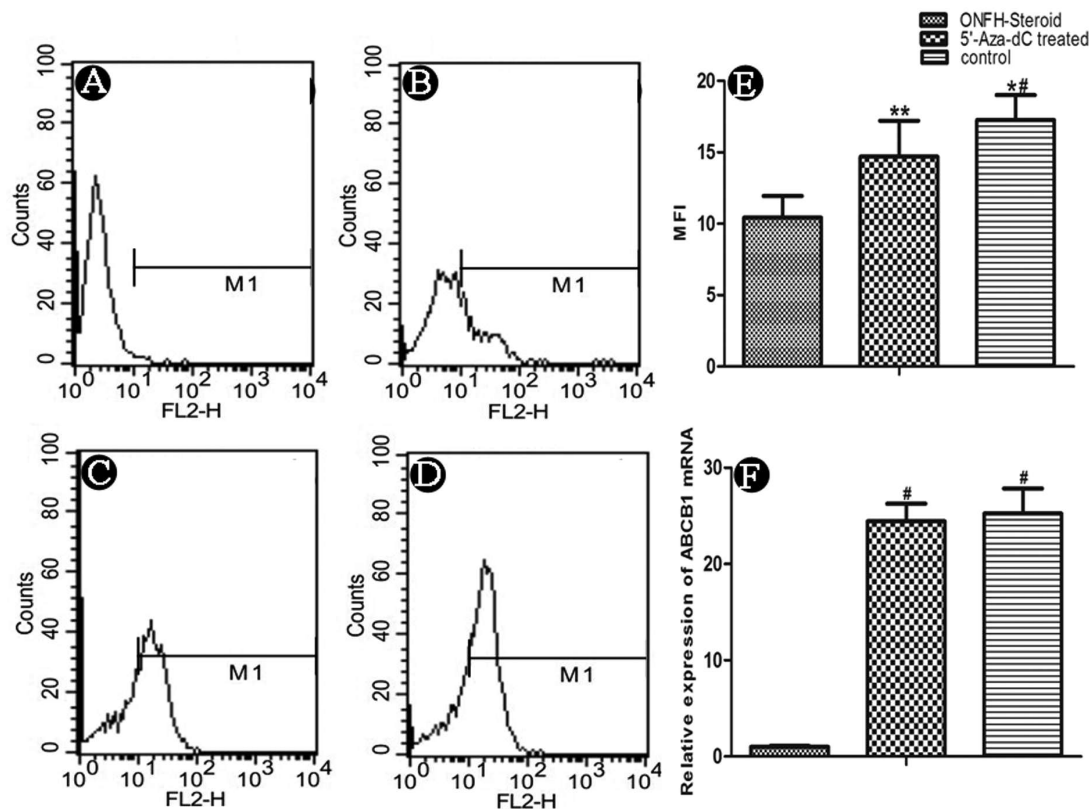 ONFH-Steroid
5'-Aza-dC treated
control
A
100
80
60
40
20
0
Counts
M1
10^0 10^1 10^2 10^3 10^4
FL2-H
B
100
80
60
40
20
0
Counts
M1
10^0 10^1 10^2 10^3 10^4
FL2-H
E
20
15
10
5
0
MFI
**
*#
C
100
80
60
40
20
0
Counts
M1
10^0 10^1 10^2 10^3 10^4
FL2-H
D
100
80
60
40
20
0
Counts
M1
10^0 10^1 10^2 10^3 10^4
FL2-H
F
30
20
10
0
Relative expression of ABCB1 mRNA
#
#